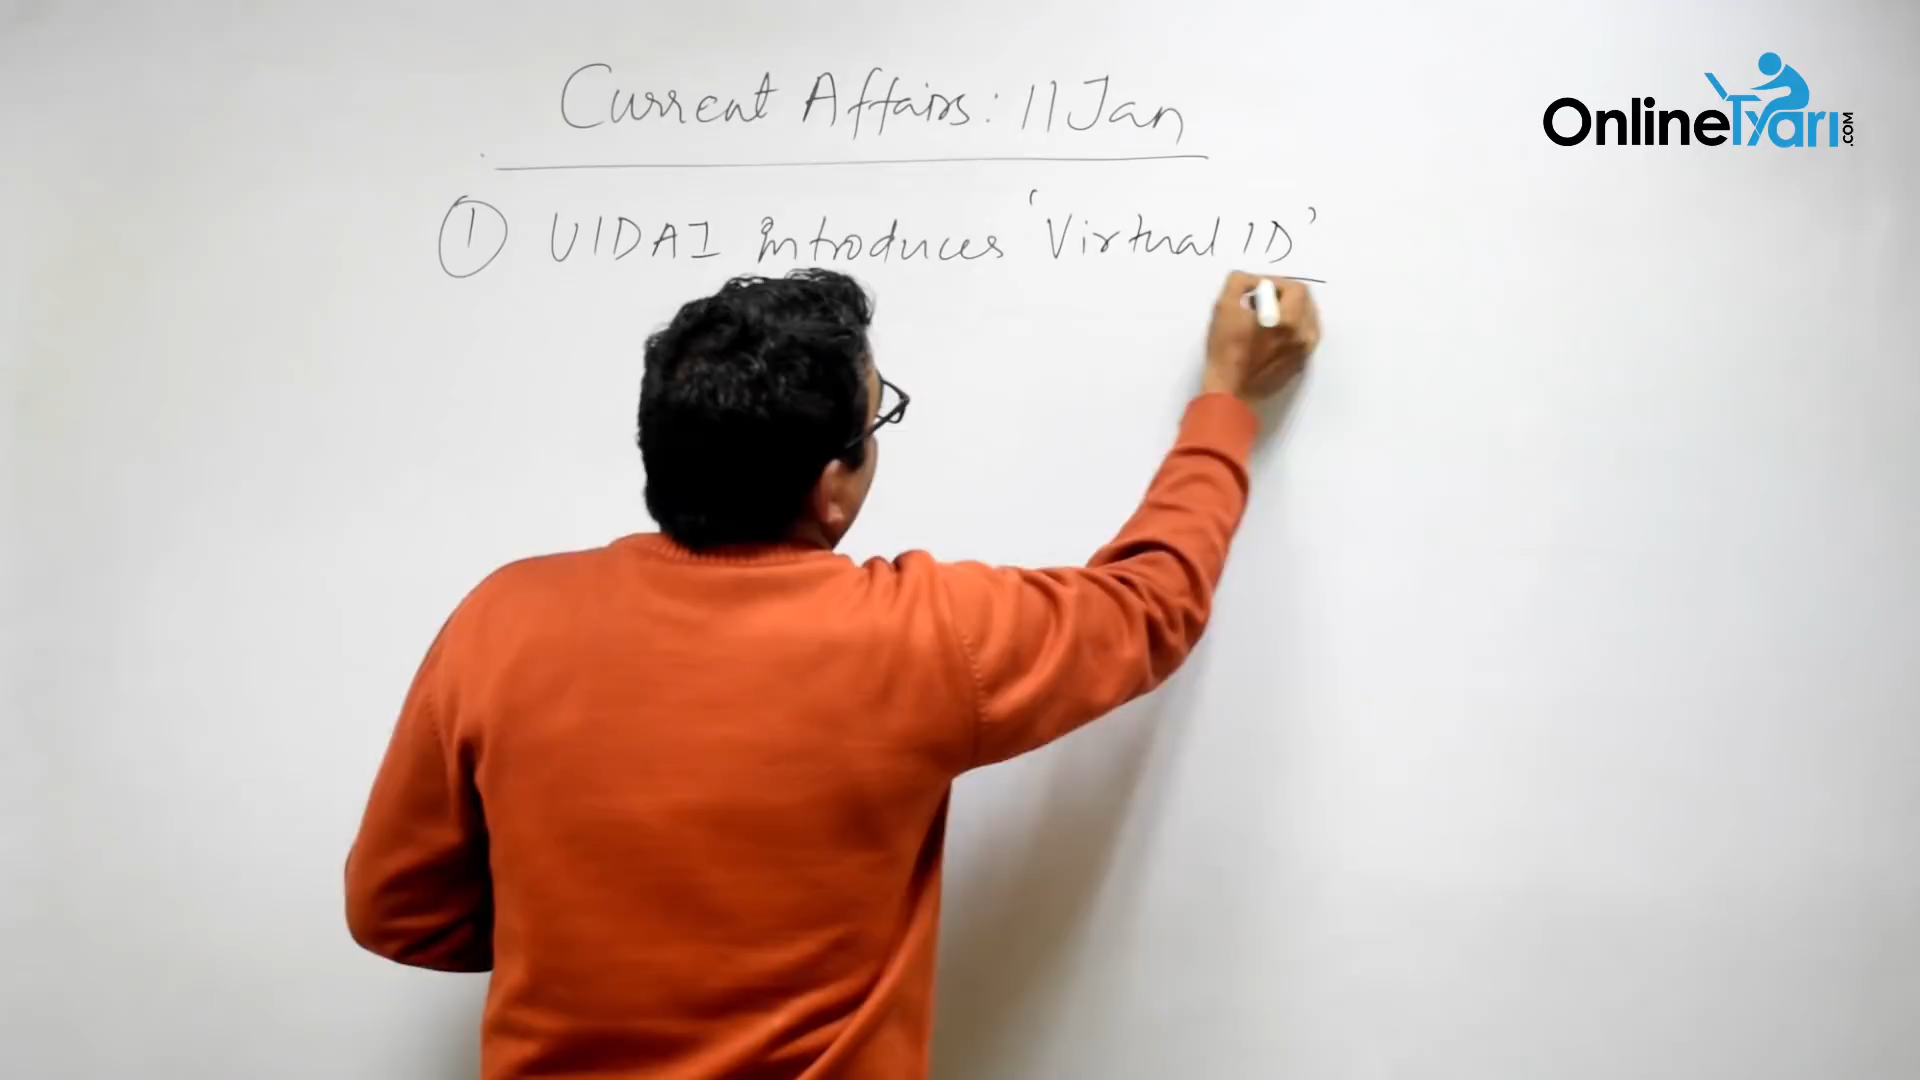 Current Affairs: 11 Jan
① UIDAI introduces 'Virtual ID'
OnlineTyari.COM